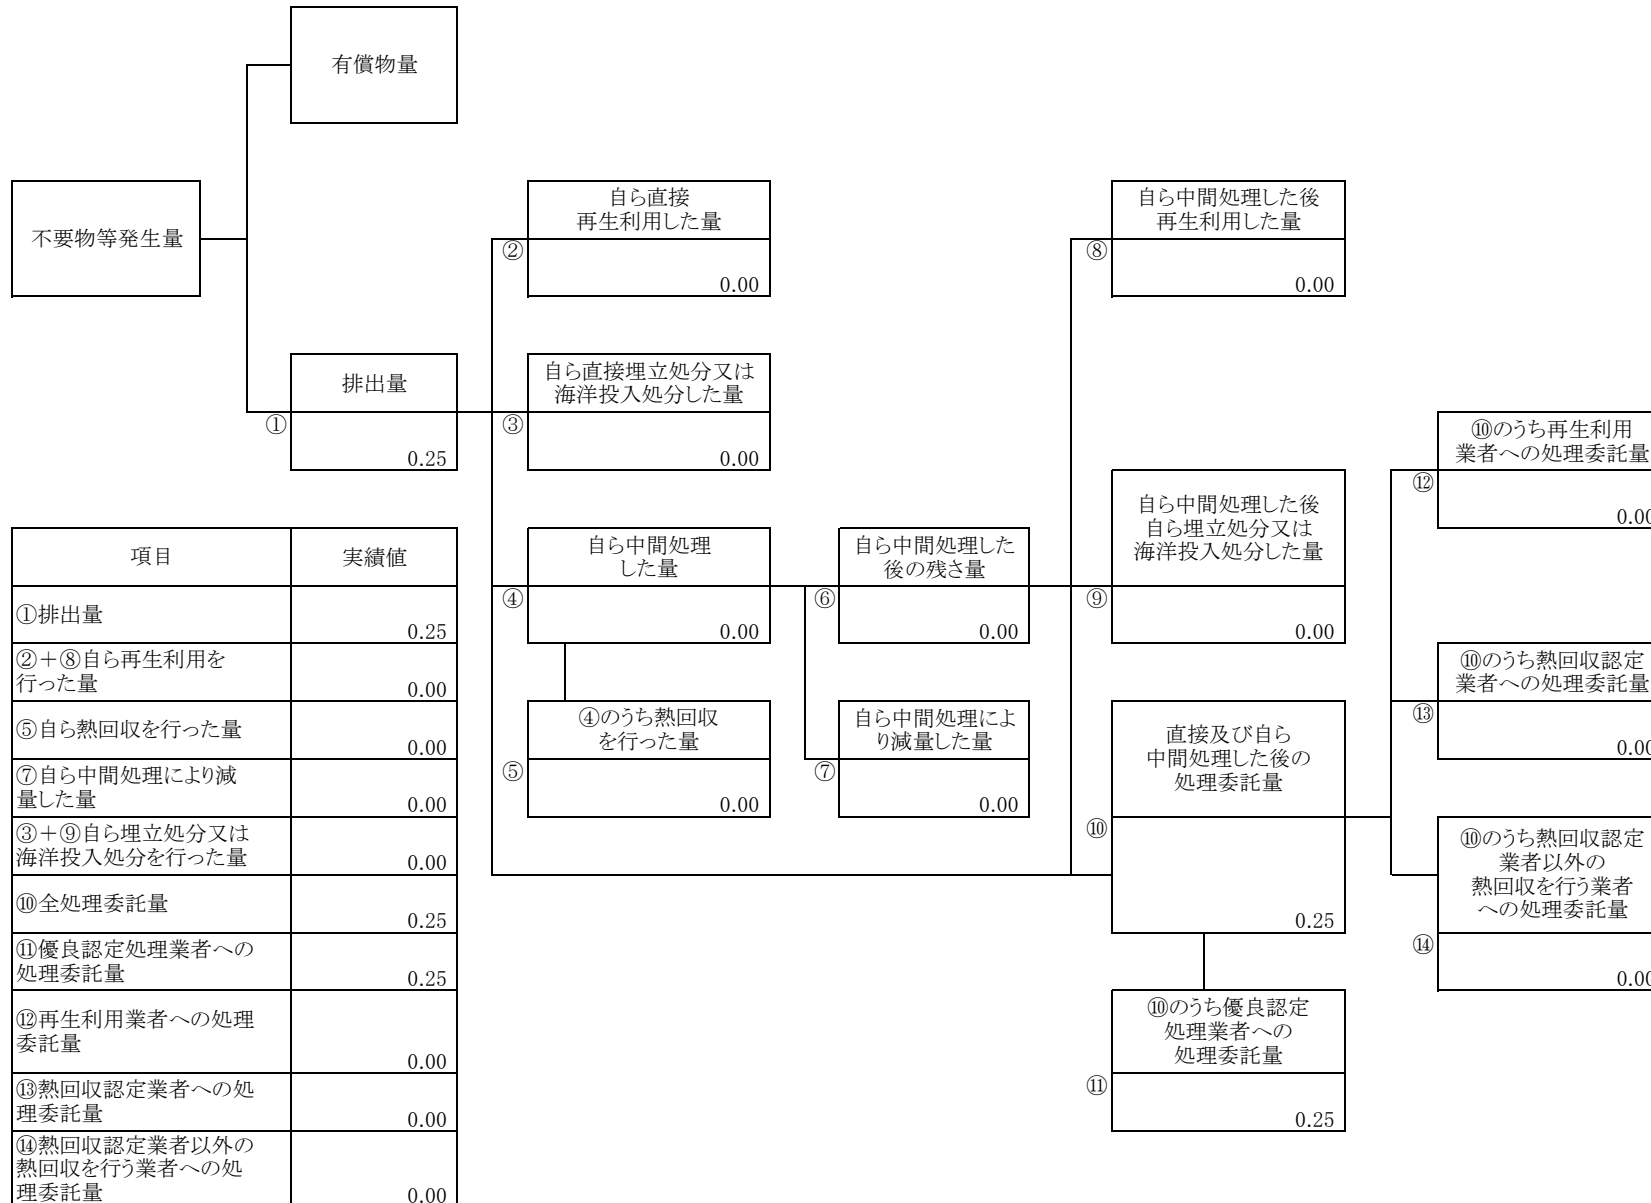 有償物量
不要物等発生量
排出量
①
0.25
自ら直接
再生利用した量
②
0.00
自ら直接埋立処分又は
海洋投入処分した量
③
0.00
自ら中間処理
した量
④
0.00
④のうち熱回収
を行った量
⑤
0.00
自ら中間処理した
後の残さ量
⑥
0.00
自ら中間処理によ
り減量した量
⑦
0.00
自ら中間処理した後
再生利用した量
⑧
0.00
自ら中間処理した後
自ら埋立処分又は
海洋投入処分した量
⑨
0.00
直接及び自ら
中間処理した後の
処理委託量
⑩
0.25
⑩のうち優良認定
処理業者への
処理委託量
⑪
0.25
⑩のうち再生利用
業者への処理委託量
⑫
0.00
⑩のうち熱回収認定
業者への処理委託量
⑬
0.00
⑩のうち熱回収認定
業者以外の
熱回収を行う業者
への処理委託量
⑭
0.00
項目 実績値
①排出量
0.25
②＋⑧自ら再生利用を
行った量
0.00
⑤自ら熱回収を行った量
0.00
⑦自ら中間処理により減
量した量
0.00
③＋⑨自ら埋立処分又は
海洋投入処分を行った量
0.00
⑩全処理委託量
0.25
⑪優良認定処理業者への
処理委託量
0.25
⑫再生利用業者への処理
委託量
0.00
⑬熱回収認定業者への処
理委託量
0.00
⑭熱回収認定業者以外の
熱回収を行う業者への処
理委託量
0.00